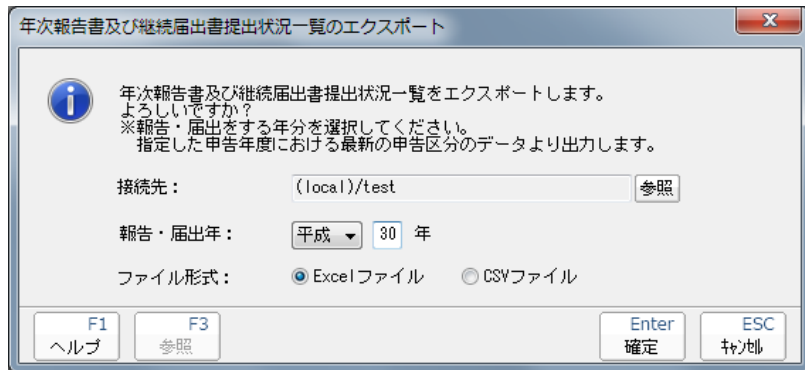 年次報告書及び継続届出書提出状況一覧のエクスポート
年次報告書及び継続届出書提出状況一覧をエクスポートします。
よろしいですか?
※報告・届出をする年分を選択してください。
指定した申告年度における最新の申告区分のデータより出力します。
接続先: (local)/test 参照
報告・届出年: 平成 30 年
ファイル形式: Excelファイル CSVファイル
F1 F3 Enter ESC
ヘルプ 参照 確定 キャンセル